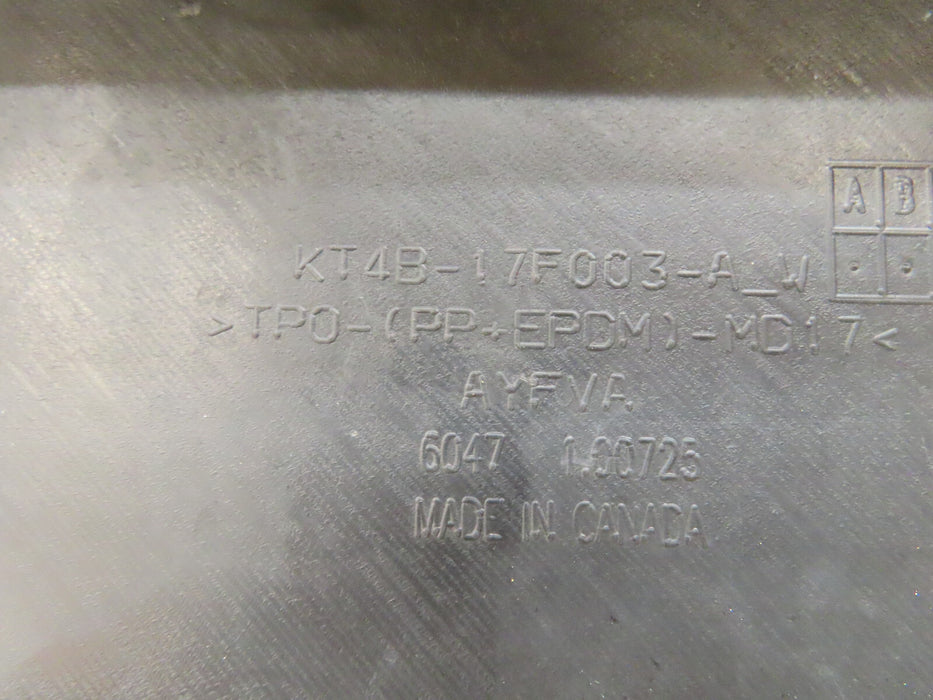 A B
KT4B-17F003-A_W
>TPO-(PP+EPDM)-MD17<
AYFVA
6047 1.00725
MADE IN CANADA